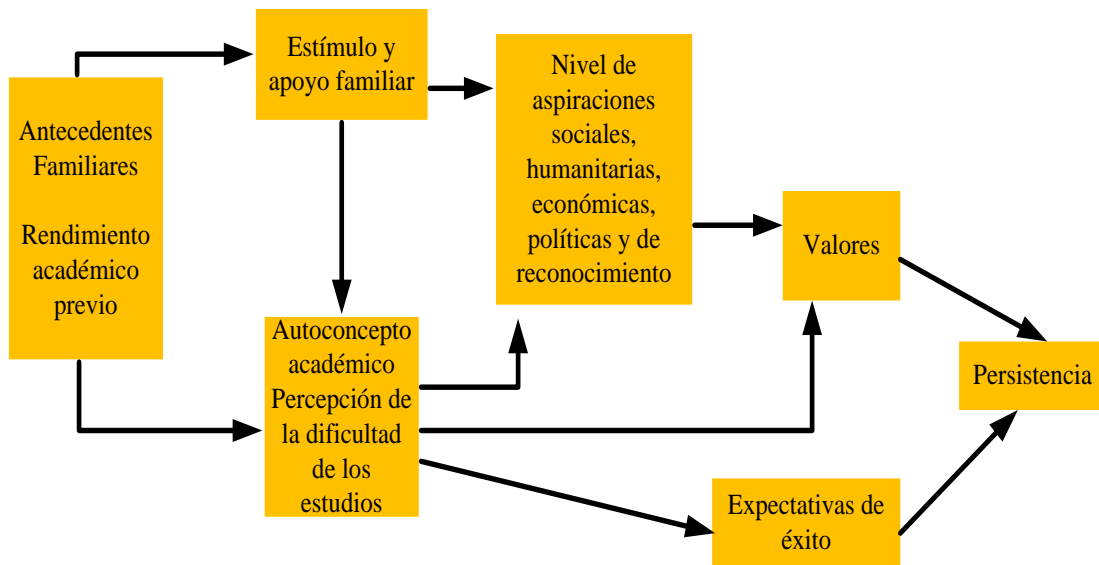 Antecedentes
Familiares
Rendimiento
académico
previo
Estímulo y
apoyo familiar
Autoconcepto
académico
Percepción de
la dificultad
de los
estudios
Nivel de
aspiraciones
sociales,
humanitarias,
económicas,
políticas y de
reconocimiento
Valores
Expectativas de
éxito
Persistencia